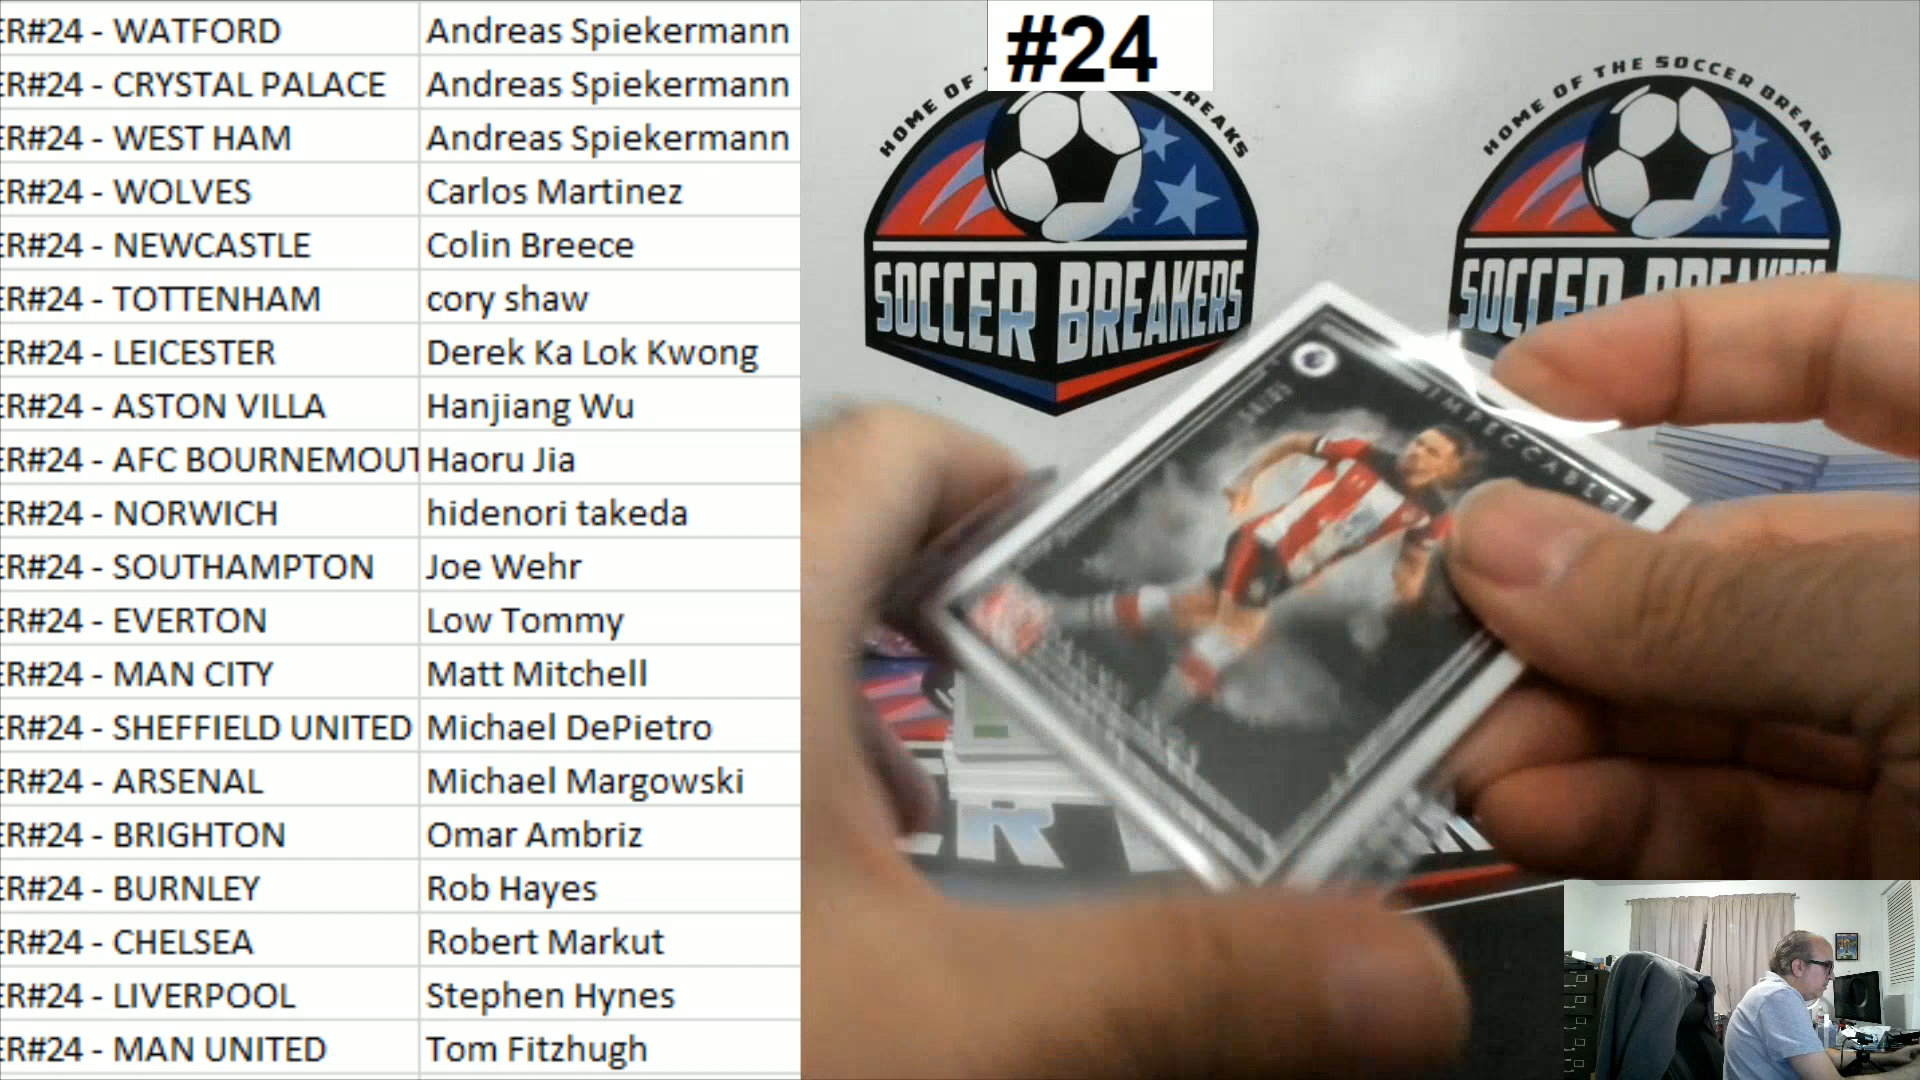 ER#24 - WATFORD Andreas Spiekermann
ER#24 - CRYSTAL PALACE Andreas Spiekermann
ER#24 - WEST HAM Andreas Spiekermann
ER#24 - WOLVES Carlos Martinez
ER#24 - NEWCASTLE Colin Breece
ER#24 - TOTTENHAM cory shaw
ER#24 - LEICESTER Derek Ka Lok Kwong
ER#24 - ASTON VILLA Hanjiang Wu
ER#24 - AFC BOURNEMOUT Haoru Jia
ER#24 - NORWICH hidenori takeda
ER#24 - SOUTHAMPTON Joe Wehr
ER#24 - EVERTON Low Tommy
ER#24 - MAN CITY Matt Mitchell
ER#24 - SHEFFIELD UNITED Michael DePietro
ER#24 - ARSENAL Michael Margowski
ER#24 - BRIGHTON Omar Ambriz
ER#24 - BURNLEY Rob Hayes
ER#24 - CHELSEA Robert Markut
ER#24 - LIVERPOOL Stephen Hynes
ER#24 - MAN UNITED Tom Fitzhugh
#24
HOME OF BREAKS
SOCCER BREAKERS
HOME OF THE SOCCER BREAKS
SOCCER BREAKERS
IMPECCABLE